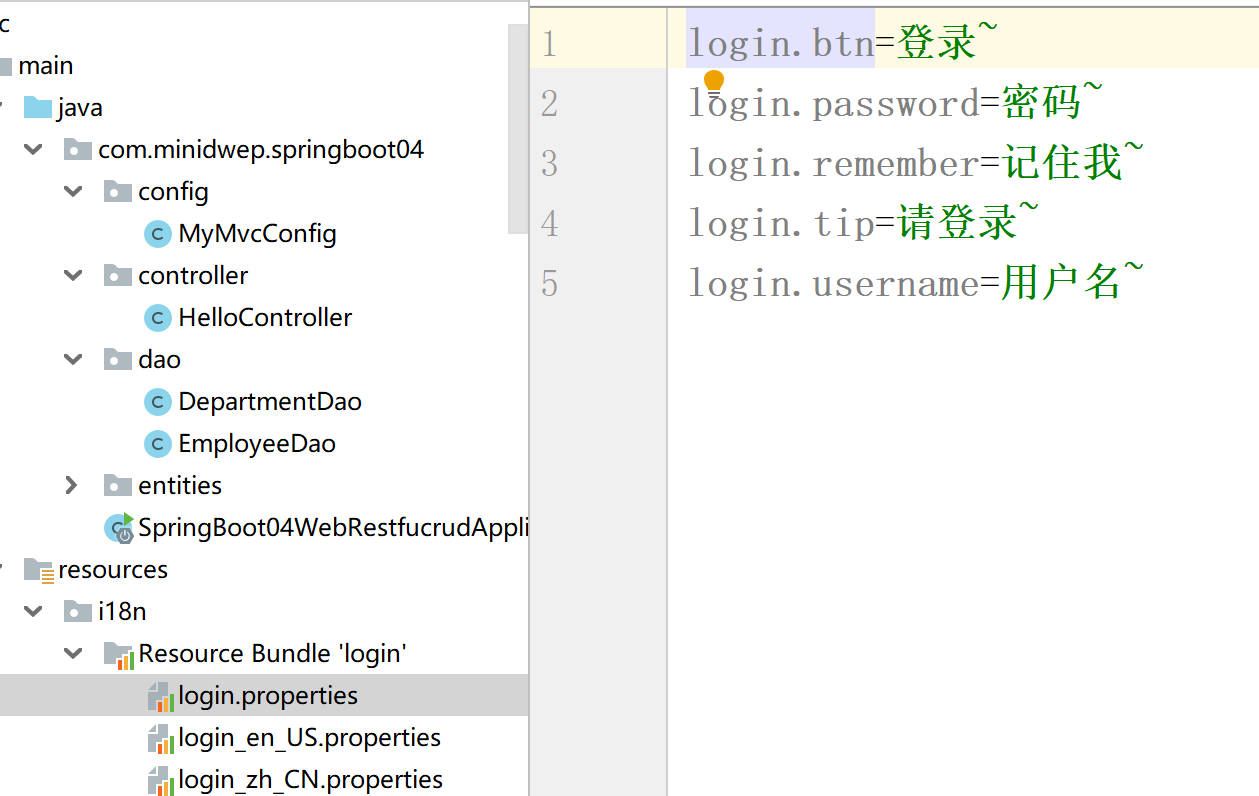 c
main
java
com.minidwep.springboot04
config
MyMvcConfig
controller
HelloController
dao
DepartmentDao
EmployeeDao
entities
SpringBoot04WebRestfucrudAppli
resources
i18n
Resource Bundle 'login'
login.properties
login_en_US.properties
login_zh_CN.properties
1 login.btn=登录~
2 login.password=密码~
3 login.remember=记住我~
4 login.tip=请登录~
5 login.username=用户名~